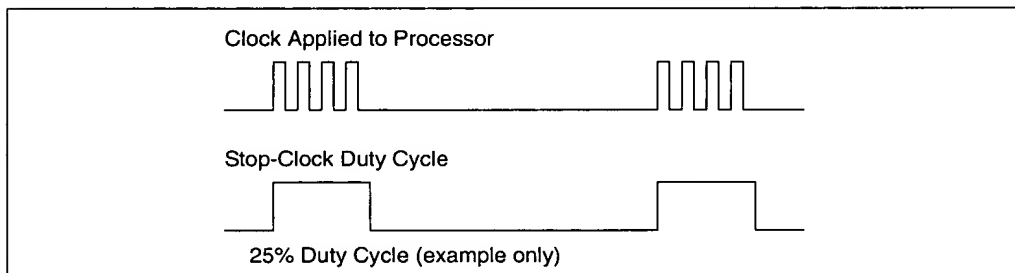 Clock Applied to Processor
Stop-Clock Duty Cycle
25% Duty Cycle (example only)